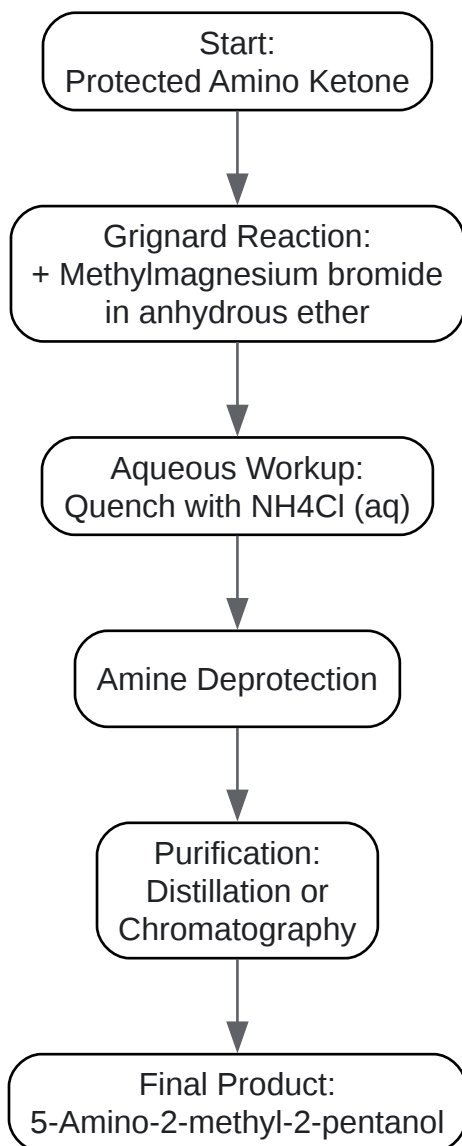 Start:
Protected Amino Ketone
Grignard Reaction:
+ Methylmagnesium bromide
in anhydrous ether
Aqueous Workup:
Quench with NH4Cl (aq)
Amine Deprotection
Purification:
Distillation or
Chromatography
Final Product:
5-Amino-2-methyl-2-pentanol